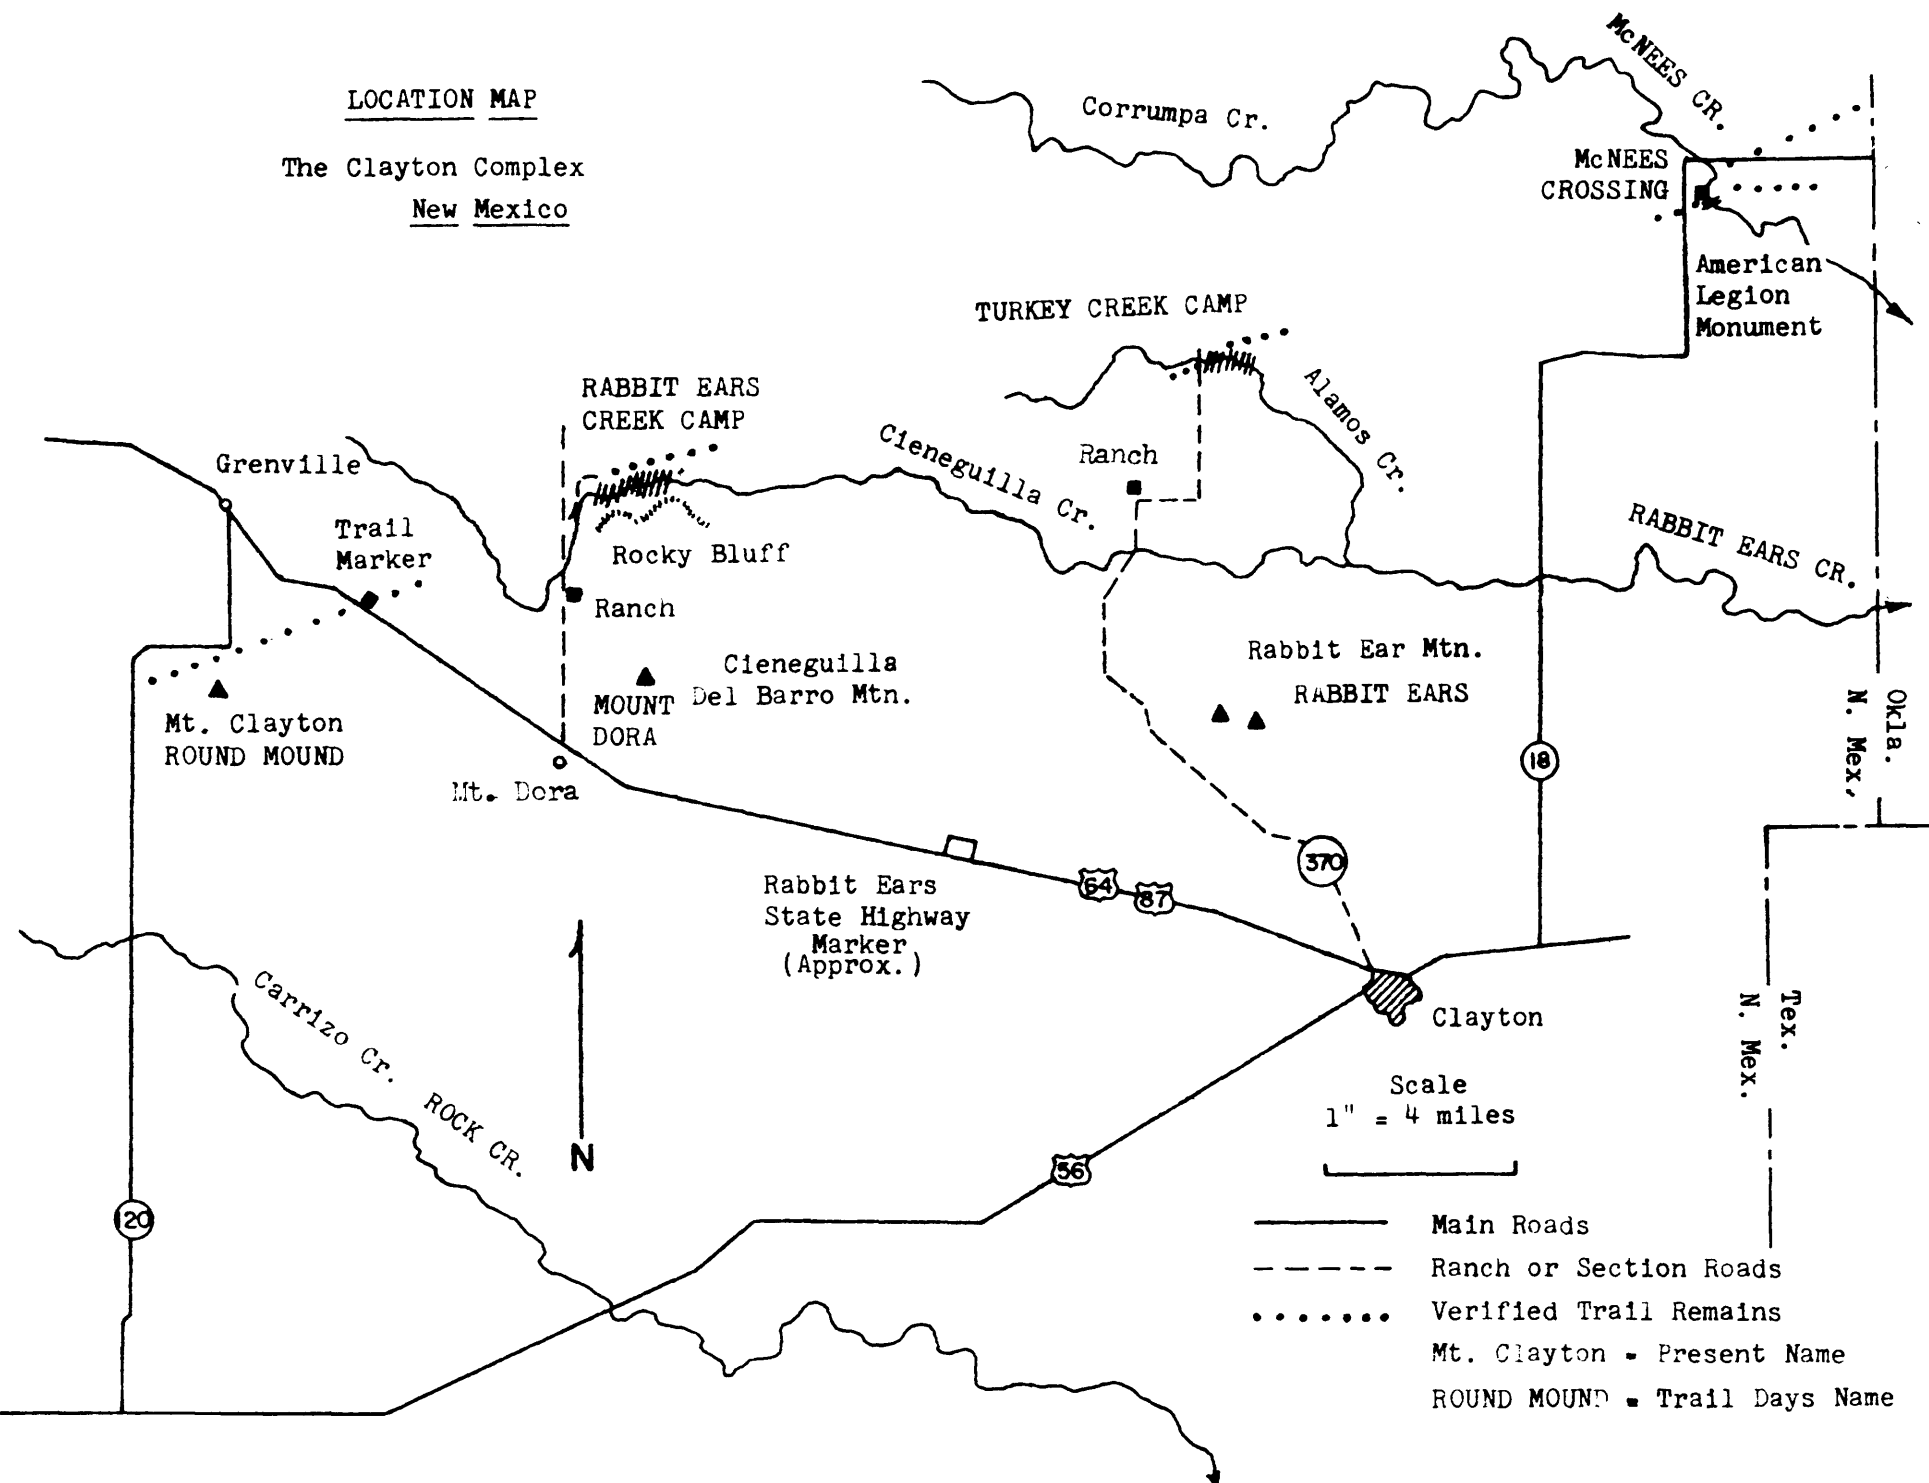 LOCATION MAP
The Clayton Complex
New Mexico
Corrumpa Cr.
McNEES CR.
McNEES
CROSSING
American
Legion
Monument
TURKEY CREEK CAMP
Alamos Cr.
RABBIT EARS
CREEK CAMP
Cieneguilla Cr.
Ranch
Grenville
Trail
Marker
Rocky Bluff
Ranch
RABBIT EARS CR.
Cieneguilla
Del Barro Mtn.
MOUNT
DORA
Mt. Clayton
ROUND MOUND
Mt. Dora
Rabbit Ear Mtn.
RABBIT EARS
18
Okla.
N. Mex.
370
64
87
Rabbit Ears
State Highway
Marker
(Approx.)
Carrizo Cr.
ROCK CR.
N
Clayton
Tex.
N. Mex.
Scale
1" = 4 miles
56
120
Main Roads
Ranch or Section Roads
Verified Trail Remains
Mt. Clayton - Present Name
ROUND MOUND - Trail Days Name